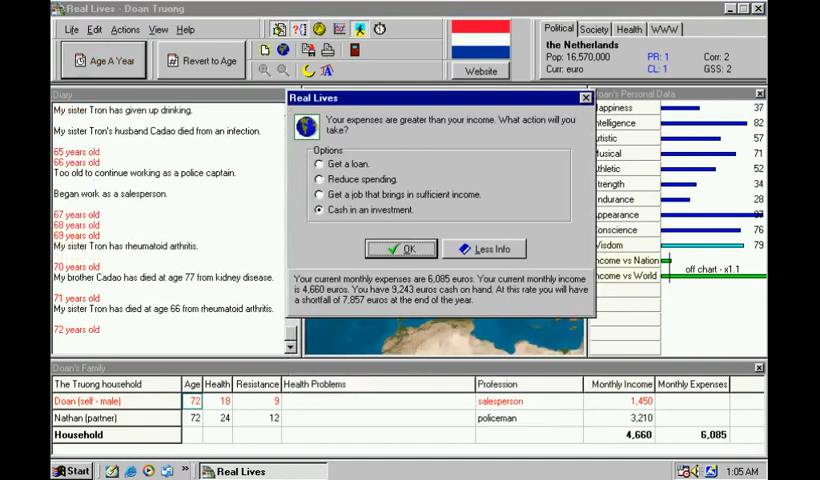 Real Lives - Doan Truong
Life Edit Actions View Help
Age A Year
Revert to Age
Website
Political Society Health WWW
the Netherlands
Pop: 16,570,000 PR: 1 Corr: 2
Curr: euro CL: 1 GSS: 2
Diary
My sister Tron has given up drinking.
My sister Tron's husband Cadao died from an infection.
65 years old
66 years old
Too old to continue working as a police captain.
Began work as a salesperson.
67 years old
68 years old
69 years old
My sister Tron has rheumatoid arthritis.
70 years old
My brother Cadao has died at age 77 from kidney disease.
71 years old
My sister Tron has died at age 66 from rheumatoid arthritis.
72 years old
Real Lives
Your expenses are greater than your income. What action will you
take?
Options
Get a loan.
Reduce spending.
Get a job that brings in sufficient income.
Cash in an investment.
OK
Less Info
Your current monthly expenses are 6,085 euros. Your current monthly income
is 4,660 euros. You have 9,243 euros cash on hand. At this rate you will have
a shortfall of 7,857 euros at the end of the year.
oan's Personal Data
appiness 37
ntelligence 82
rtistic 57
usical 71
thletic 52
trength 34
ndurance 28
ppearance 87
onscience 76
isdom 79
ncome vs Nation
ncome vs World
off chart - x1.1
Doan's Family
The Truong household Age Health Resistance Health Problems Profession Monthly Income Monthly Expenses
Doan (self - male) 72 18 9 salesperson 1,450
Nathan (partner) 72 24 12 policeman 3,210
Household 4,660 6,085
Start
Real Lives
1:05 AM